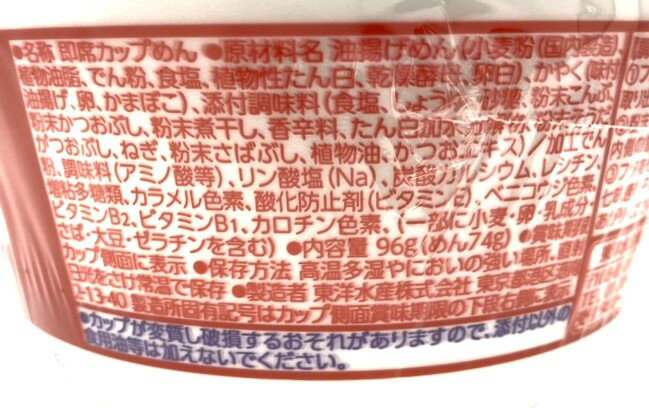 ●名称 即席カップめん ●原材料名 油揚げめん(小麦粉(国内製造)、
植物油脂、でん粉、食塩、植物性たん白、乾燥酵母、卵白)、かやく(味付
油揚げ、卵、かまぼこ)、添付調味料(食塩、しょうゆ、砂糖、粉末こんぶ、
粉末かつおぶし、粉末煮干し、香辛料、たん白加水分解物、粉末
かつおぶし、ねぎ、粉末さばぶし、植物油、かつおエキス)/加工でん
粉、調味料(アミノ酸等)、リン酸塩(Na)、炭酸カルシウム、レシチン、
増粘多糖類、カラメル色素、酸化防止剤(ビタミンE)、ベニコウジ色素、
ビタミンB2、ビタミンB1、カロチン色素、(一部に小麦・卵・乳成分・
さば・大豆・ゼラチンを含む) ●内容量 96g(めん74g) ●賞味期限
カップ側面に表示 ●保存方法 高温多湿やにおいの強い場所、直射
日光をさけ常温で保存 ●製造者 東洋水産株式会社 東京都港区港南
2-13-40 製造所固有記号はカップ側面賞味期限の下段右側に表示
●カップが変質し破損するおそれがありますので、添付以外の
食用油等は加えないでください。